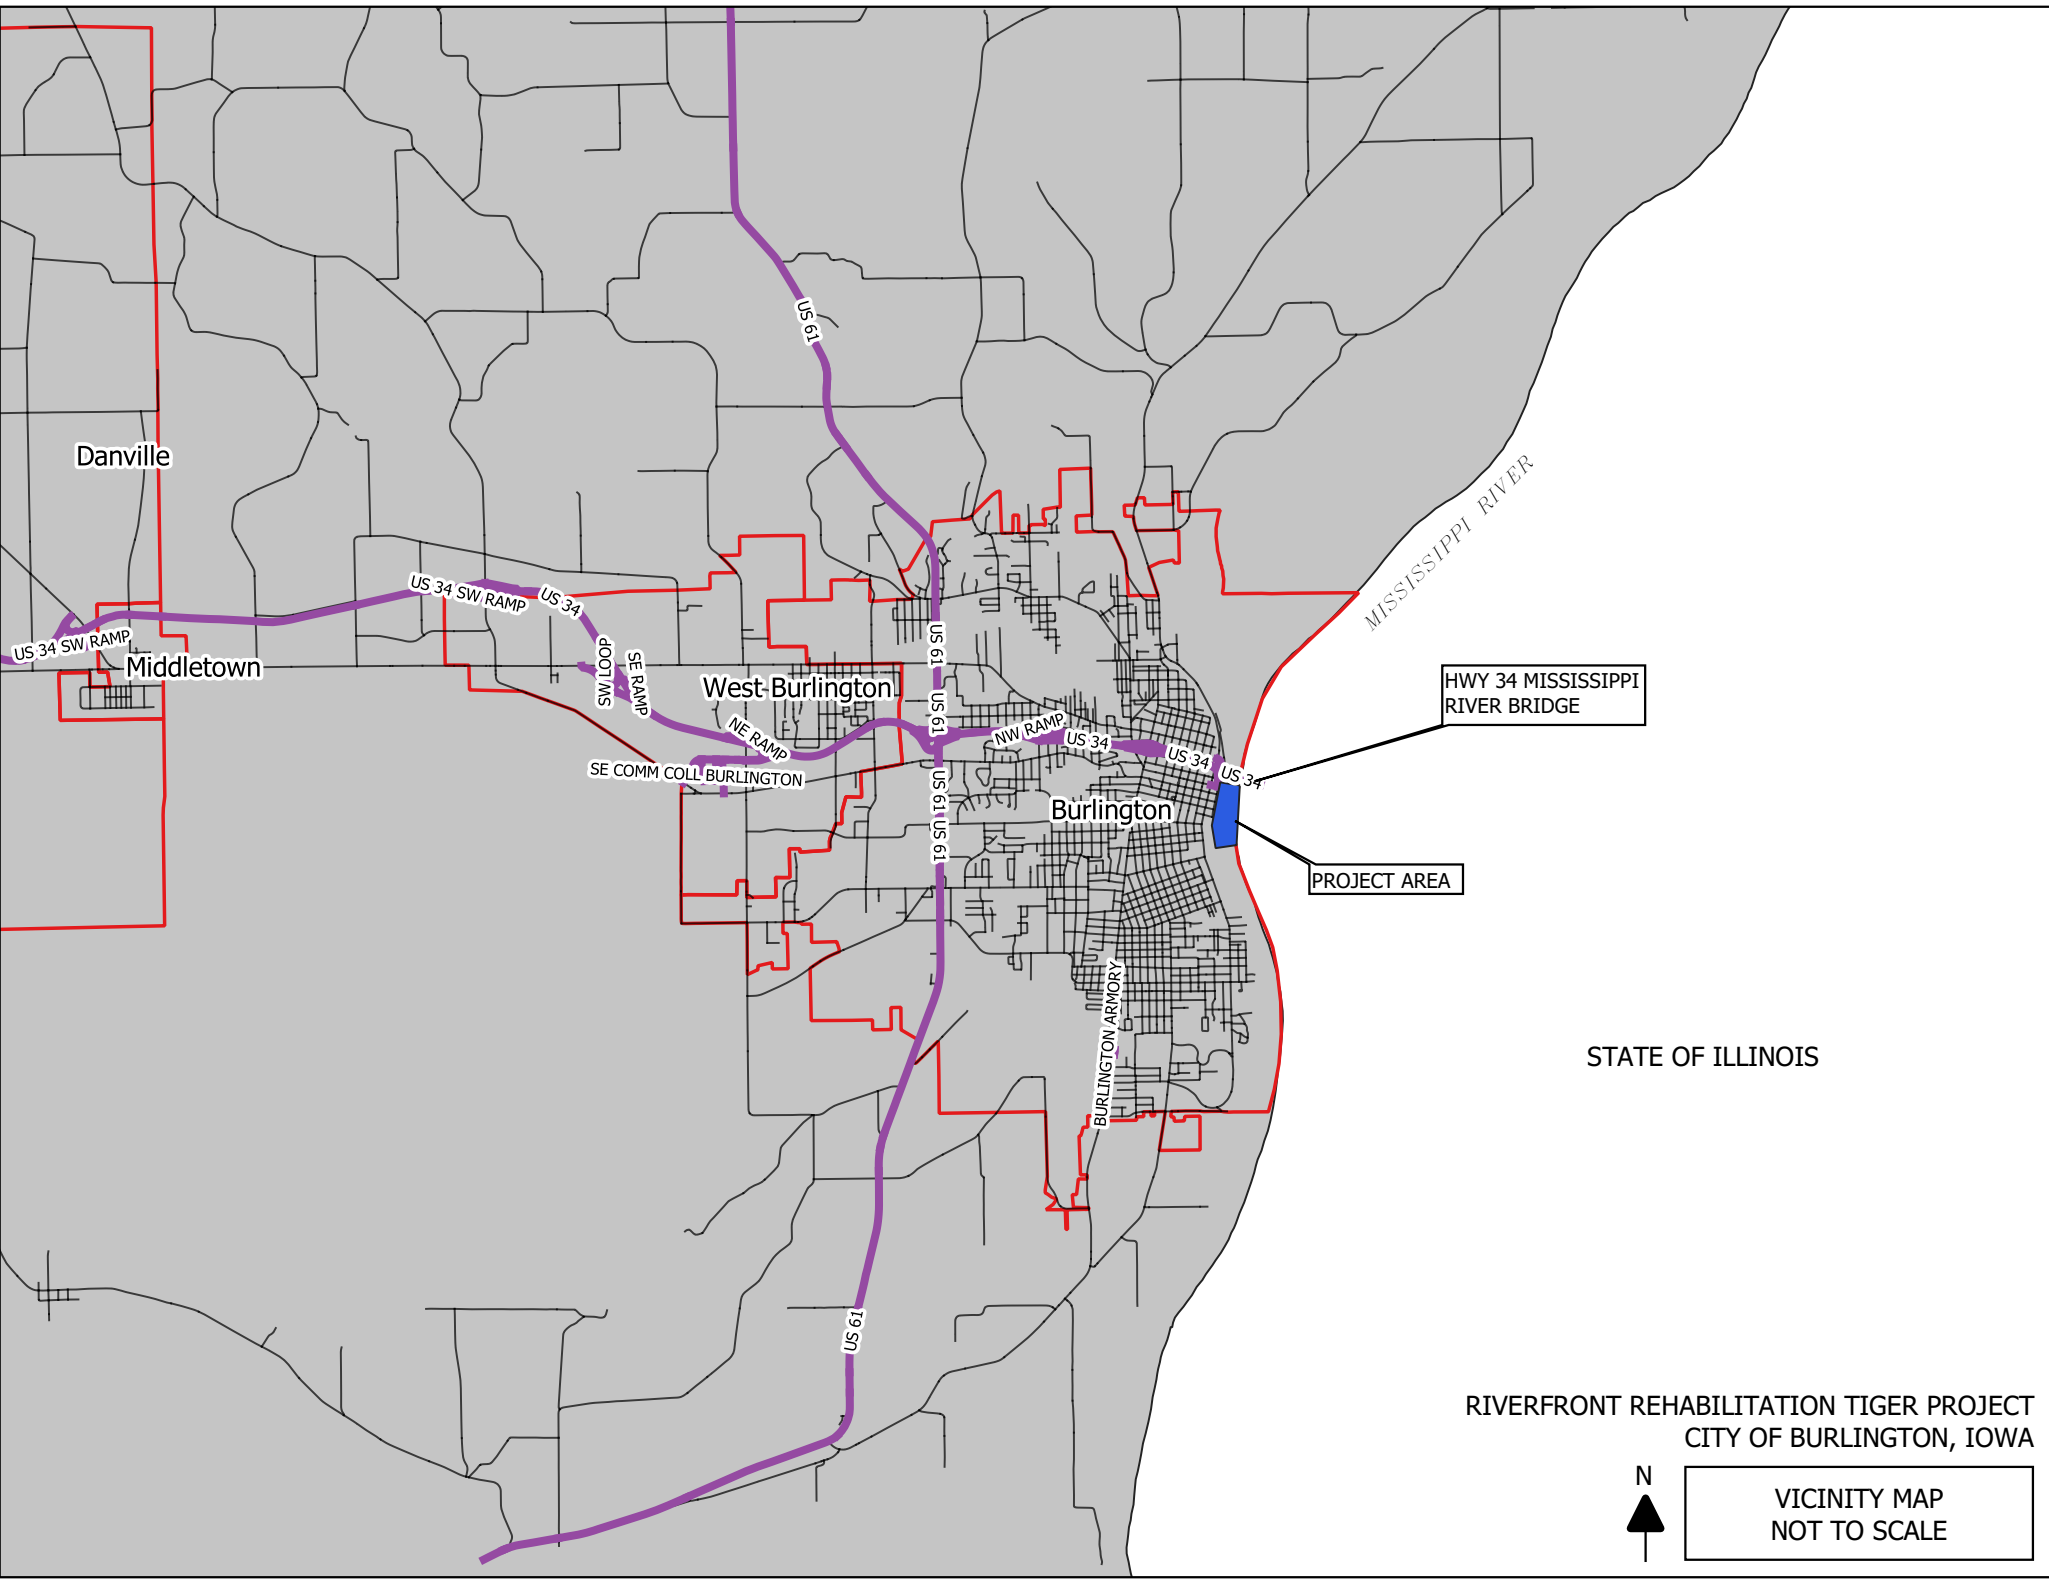 US 61
Danville
MISSISSIPPI RIVER
US 34 SW RAMP
US 34
US 34 SW RAMP
Middletown
SW LOOP
SE RAMP
US 61
West Burlington
HWY 34 MISSISSIPPI
RIVER BRIDGE
US 61
NE RAMP
NW RAMP
US 34
US 34
US 34
SE COMM COLL BURLINGTON
US 61
US 61
Burlington
PROJECT AREA
BURLINGTON ARMORY
STATE OF ILLINOIS
US 61
RIVERFRONT REHABILITATION TIGER PROJECT
CITY OF BURLINGTON, IOWA
N
VICINITY MAP
NOT TO SCALE